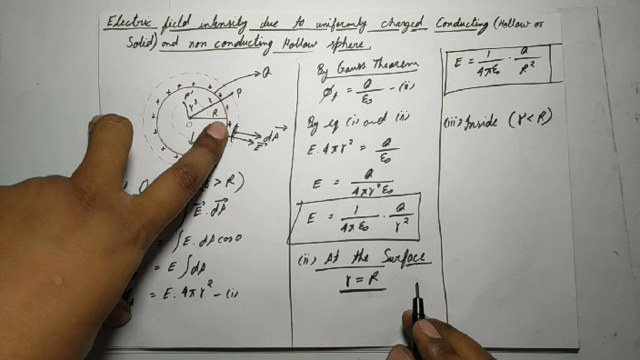 Electric field intensity due to uniformly charged Conducting (Hollow or
Solid) and non conducting Hollow sphere.
Q
P
R
O
dA
E
> R)
∫ E. dA
= ∫ E. dA cosθ
= E ∫ dA
= E. 4πr² – (i)
By Gauss Theorem
ϕ = Q/ε₀ – (ii)
By eq (i) and (ii)
E. 4πr² = Q/ε₀
E = Q/4πr²ε₀
E = 1/4πε₀ · Q/r²
(ii) At the Surface
r = R
E = 1/4πε₀ · Q/R²
(iii) Inside (r < R)